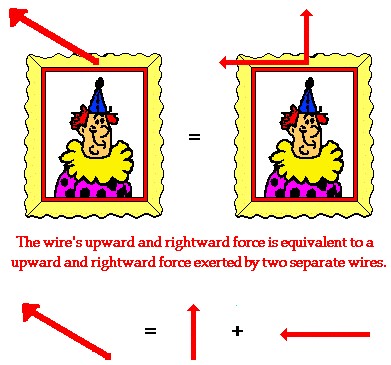 =
The wire's upward and rightward force is equivalent to a
upward and rightward force exerted by two separate wires.
= +